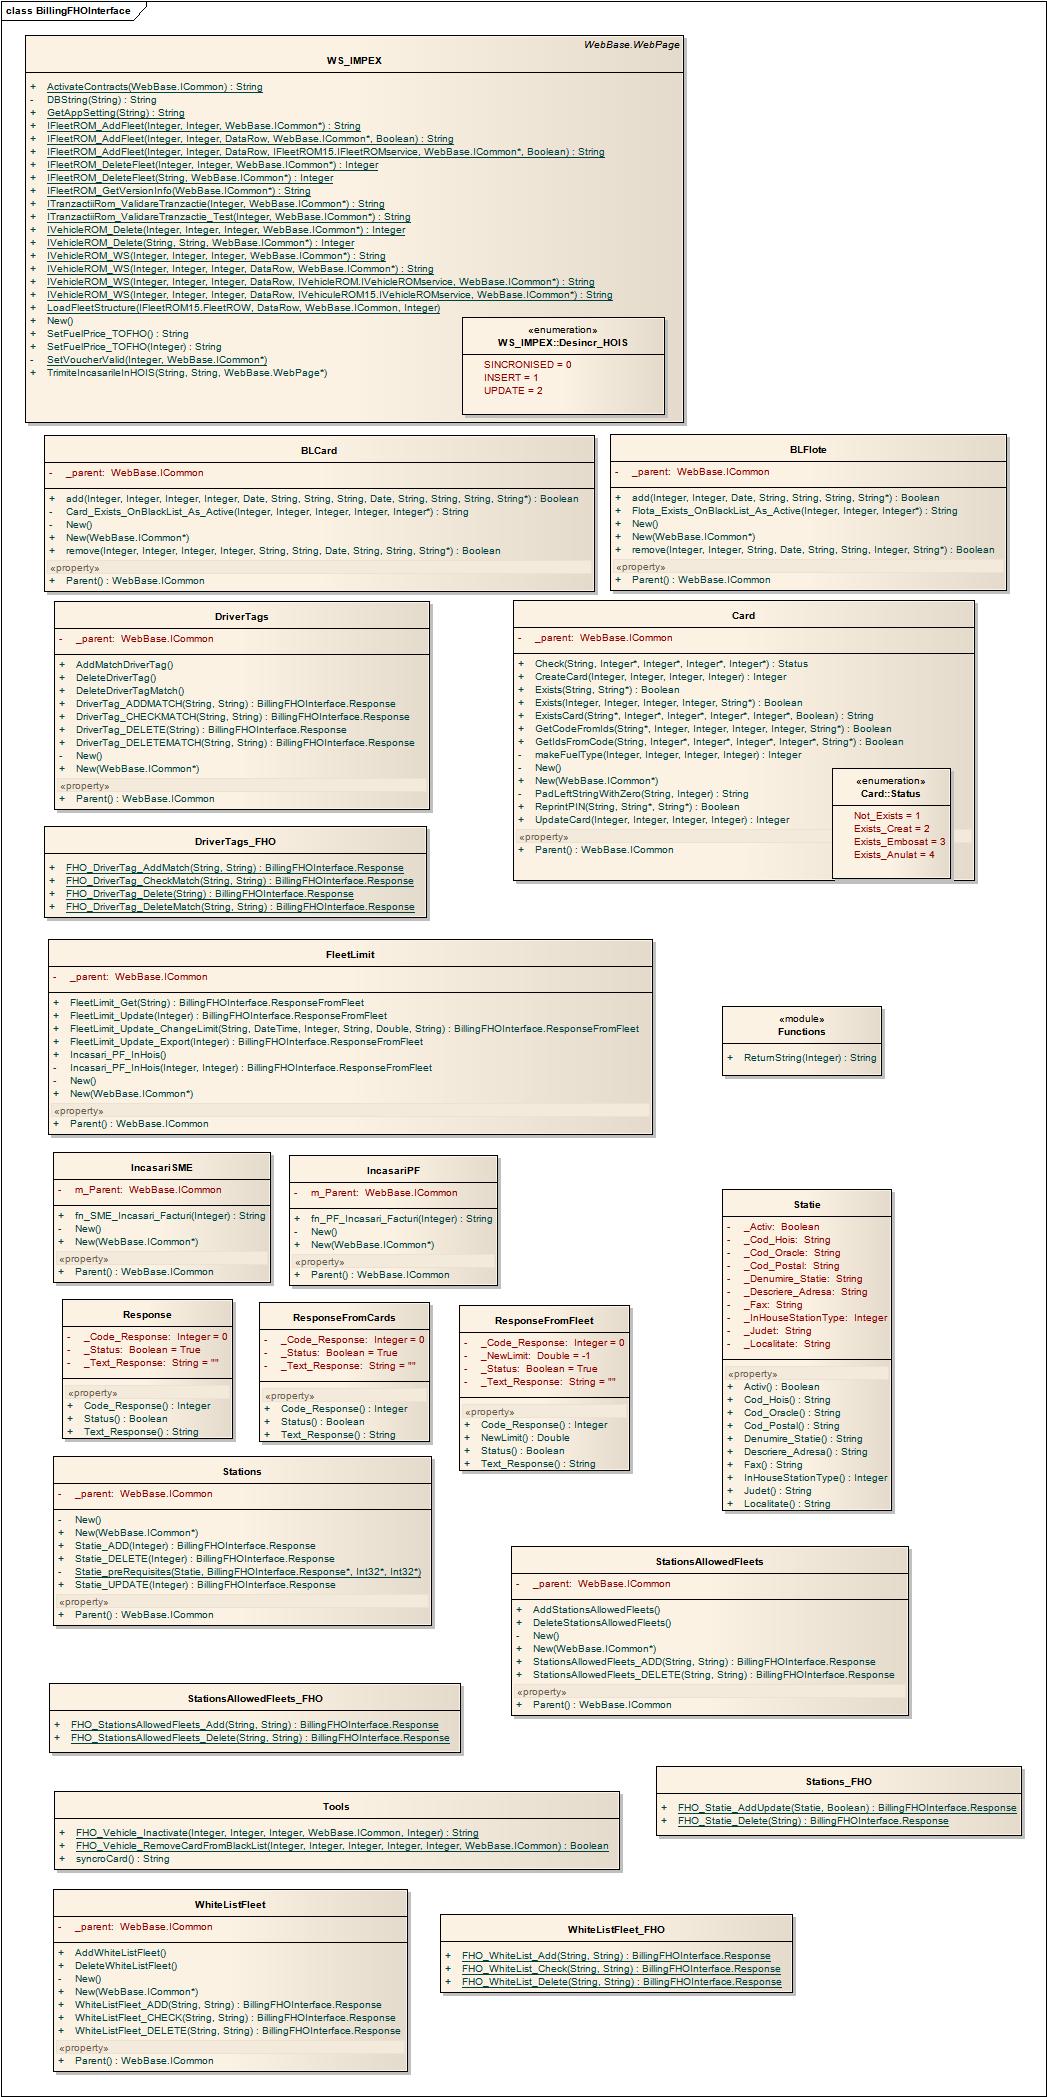 class BillingFHOInterface
WebBase.WebPage
WS_IMPEX
+ ActivateContracts(WebBase.ICommon) : String
- DBString(String) : String
+ GetAppSetting(String) : String
+ IFleetROM_AddFleet(Integer, Integer, WebBase.ICommon*) : String
+ IFleetROM_AddFleet(Integer, Integer, DataRow, WebBase.ICommon*, Boolean) : String
+ IFleetROM_AddFleet(Integer, Integer, DataRow, IFleetROM15.IFleetROMservice, WebBase.ICommon*, Boolean) : String
+ IFleetROM_DeleteFleet(Integer, Integer, WebBase.ICommon*) : Integer
+ IFleetROM_DeleteFleet(String, WebBase.ICommon*) : Integer
+ IFleetROM_GetVersionInfo(WebBase.ICommon*) : String
+ ITranzactiiRom_ValidareTranzactie(Integer, WebBase.ICommon*) : String
+ ITranzactiiRom_ValidareTranzactie_Test(Integer, WebBase.ICommon*) : String
+ IVehicleROM_Delete(Integer, Integer, Integer, WebBase.ICommon*) : Integer
+ IVehicleROM_Delete(String, String, WebBase.ICommon*) : Integer
+ IVehicleROM_WS(Integer, Integer, Integer, WebBase.ICommon*) : String
+ IVehicleROM_WS(Integer, Integer, Integer, DataRow, WebBase.ICommon*) : String
+ IVehicleROM_WS(Integer, Integer, Integer, DataRow, IVehicleROM.IVehicleROMservice, WebBase.ICommon*) : String
+ IVehicleROM_WS(Integer, Integer, Integer, DataRow, IVehiculeROM15.IVehicleROMservice, WebBase.ICommon*) : String
+ LoadFleetStructure(IFleetROM15.FleetROW, DataRow, WebBase.ICommon, Integer)
+ New()
+ SetFuelPrice_TOFHO() : String
+ SetFuelPrice_TOFHO(Integer) : String
- SetVoucherValid(Integer, WebBase.ICommon*)
+ TrimiteIncasarileInHOIS(String, String, WebBase.WebPage*)
«enumeration»
WS_IMPEX::Desincr_HOIS
SINCRONISED = 0
INSERT = 1
UPDATE = 2
BLCard
- _parent: WebBase.ICommon
+ add(Integer, Integer, Integer, Integer, Date, String, String, String, Date, String, String, String, String, String*) : Boolean
- Card_Exists_OnBlackList_As_Active(Integer, Integer, Integer, Integer, Integer*) : String
- New()
+ New(WebBase.ICommon*)
+ remove(Integer, Integer, Integer, Integer, String, String, Date, String, String, String*) : Boolean
«property»
+ Parent() : WebBase.ICommon
BLFlote
- _parent: WebBase.ICommon
+ add(Integer, Integer, Date, String, String, String, String, String*) : Boolean
+ Flota_Exists_OnBlackList_As_Active(Integer, Integer, Integer*) : String
- New()
+ New(WebBase.ICommon*)
+ remove(Integer, Integer, String, Date, String, String, Integer, String*) : Boolean
«property»
+ Parent() : WebBase.ICommon
DriverTags
- _parent: WebBase.ICommon
+ AddMatchDriverTag()
+ DeleteDriverTag()
+ DeleteDriverTagMatch()
+ DriverTag_ADDMATCH(String, String) : BillingFHOInterface.Response
+ DriverTag_CHECKMATCH(String, String) : BillingFHOInterface.Response
+ DriverTag_DELETE(String) : BillingFHOInterface.Response
+ DriverTag_DELETEMATCH(String, String) : BillingFHOInterface.Response
- New()
+ New(WebBase.ICommon*)
«property»
+ Parent() : WebBase.ICommon
Card
- _parent: WebBase.ICommon
+ Check(String, Integer*, Integer*, Integer*, Integer*) : Status
+ CreateCard(Integer, Integer, Integer, Integer) : Integer
+ Exists(String, String*) : Boolean
+ Exists(Integer, Integer, Integer, Integer, String*) : Boolean
+ ExistsCard(String*, Integer*, Integer*, Integer*, Integer*, Boolean) : String
+ GetCodeFromIds(String*, Integer, Integer, Integer, Integer, String*) : Boolean
+ GetIdsFromCode(String, Integer*, Integer*, Integer*, Integer*, String*) : Boolean
- makeFuelType(Integer, Integer, Integer, Integer) : Integer
- New()
+ New(WebBase.ICommon*)
- PadLeftStringWithZero(String, Integer) : String
+ ReprintPIN(String, String*, String*) : Boolean
+ UpdateCard(Integer, Integer, Integer, Integer) : Integer
«property»
+ Parent() : WebBase.ICommon
«enumeration»
Card::Status
Not_Exists = 1
Exists_Creat = 2
Exists_Embosat = 3
Exists_Anulat = 4
DriverTags_FHO
+ FHO_DriverTag_AddMatch(String, String) : BillingFHOInterface.Response
+ FHO_DriverTag_CheckMatch(String, String) : BillingFHOInterface.Response
+ FHO_DriverTag_Delete(String) : BillingFHOInterface.Response
+ FHO_DriverTag_DeleteMatch(String, String) : BillingFHOInterface.Response
FleetLimit
- _parent: WebBase.ICommon
+ FleetLimit_Get(String) : BillingFHOInterface.ResponseFromFleet
+ FleetLimit_Update(Integer) : BillingFHOInterface.ResponseFromFleet
+ FleetLimit_Update_ChangeLimit(String, DateTime, Integer, String, Double, String) : BillingFHOInterface.ResponseFromFleet
+ FleetLimit_Update_Export(Integer) : BillingFHOInterface.ResponseFromFleet
+ Incasari_PF_InHois()
- Incasari_PF_InHois(Integer, Integer) : BillingFHOInterface.ResponseFromFleet
- New()
+ New(WebBase.ICommon*)
«property»
+ Parent() : WebBase.ICommon
«module»
Functions
+ ReturnString(Integer) : String
IncasariSME
- m_Parent: WebBase.ICommon
+ fn_SME_Incasari_Facturi(Integer) : String
- New()
+ New(WebBase.ICommon*)
«property»
+ Parent() : WebBase.ICommon
IncasariPF
- m_Parent: WebBase.ICommon
+ fn_PF_Incasari_Facturi(Integer) : String
- New()
+ New(WebBase.ICommon*)
«property»
+ Parent() : WebBase.ICommon
Statie
- _Activ: Boolean
- _Cod_Hois: String
- _Cod_Oracle: String
- _Cod_Postal: String
- _Denumire_Statie: String
- _Descriere_Adresa: String
- _Fax: String
- _InHouseStationType: Integer
- _Judet: String
- _Localitate: String
«property»
+ Activ() : Boolean
+ Cod_Hois() : String
+ Cod_Oracle() : String
+ Cod_Postal() : String
+ Denumire_Statie() : String
+ Descriere_Adresa() : String
+ Fax() : String
+ InHouseStationType() : Integer
+ Judet() : String
+ Localitate() : String
Response
- _Code_Response: Integer = 0
- _Status: Boolean = True
- _Text_Response: String = ""
«property»
+ Code_Response() : Integer
+ Status() : Boolean
+ Text_Response() : String
ResponseFromCards
- _Code_Response: Integer = 0
- _Status: Boolean = True
- _Text_Response: String = ""
«property»
+ Code_Response() : Integer
+ Status() : Boolean
+ Text_Response() : String
ResponseFromFleet
- _Code_Response: Integer = 0
- _NewLimit: Double = -1
- _Status: Boolean = True
- _Text_Response: String = ""
«property»
+ Code_Response() : Integer
+ NewLimit() : Double
+ Status() : Boolean
+ Text_Response() : String
Stations
- _parent: WebBase.ICommon
- New()
+ New(WebBase.ICommon*)
+ Statie_ADD(Integer) : BillingFHOInterface.Response
+ Statie_DELETE(Integer) : BillingFHOInterface.Response
- Statie_preRequisites(Statie, BillingFHOInterface.Response*, Int32*, Int32*)
+ Statie_UPDATE(Integer) : BillingFHOInterface.Response
«property»
+ Parent() : WebBase.ICommon
StationsAllowedFleets
- _parent: WebBase.ICommon
+ AddStationsAllowedFleets()
+ DeleteStationsAllowedFleets()
- New()
+ New(WebBase.ICommon*)
+ StationsAllowedFleets_ADD(String, String) : BillingFHOInterface.Response
+ StationsAllowedFleets_DELETE(String, String) : BillingFHOInterface.Response
«property»
+ Parent() : WebBase.ICommon
StationsAllowedFleets_FHO
+ FHO_StationsAllowedFleets_Add(String, String) : BillingFHOInterface.Response
+ FHO_StationsAllowedFleets_Delete(String, String) : BillingFHOInterface.Response
Stations_FHO
+ FHO_Statie_AddUpdate(Statie, Boolean) : BillingFHOInterface.Response
+ FHO_Statie_Delete(String) : BillingFHOInterface.Response
Tools
+ FHO_Vehicle_Inactivate(Integer, Integer, Integer, WebBase.ICommon, Integer) : String
+ FHO_Vehicle_RemoveCardFromBlackList(Integer, Integer, Integer, Integer, Integer, WebBase.ICommon) : Boolean
+ syncroCard() : String
WhiteListFleet
- _parent: WebBase.ICommon
+ AddWhiteListFleet()
+ DeleteWhiteListFleet()
- New()
+ New(WebBase.ICommon*)
+ WhiteListFleet_ADD(String, String) : BillingFHOInterface.Response
+ WhiteListFleet_CHECK(String, String) : BillingFHOInterface.Response
+ WhiteListFleet_DELETE(String, String) : BillingFHOInterface.Response
«property»
+ Parent() : WebBase.ICommon
WhiteListFleet_FHO
+ FHO_WhiteList_Add(String, String) : BillingFHOInterface.Response
+ FHO_WhiteList_Check(String, String) : BillingFHOInterface.Response
+ FHO_WhiteList_Delete(String, String) : BillingFHOInterface.Response